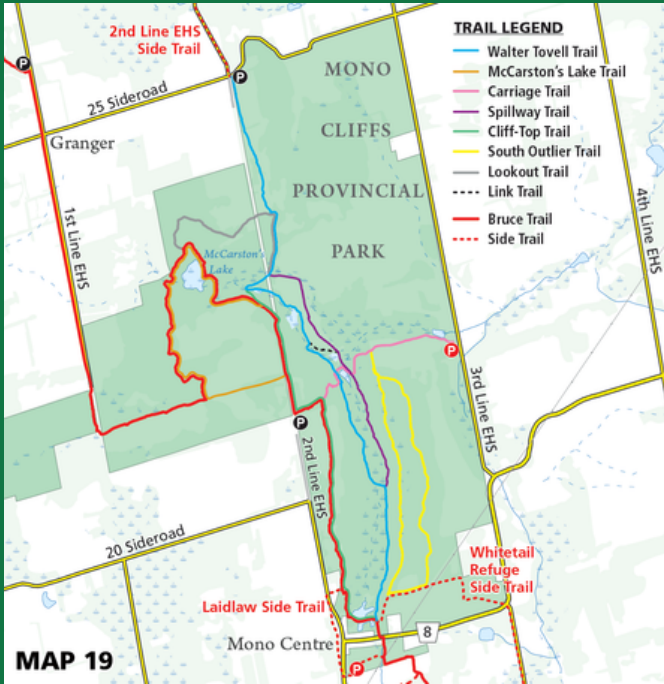 2nd Line EHS
Side Trail
P
P
25 Sideroad
Granger
1st Line EHS
MONO
CLIFFS
PROVINCIAL
PARK
TRAIL LEGEND
Walter Tovell Trail
McCarston's Lake Trail
Carriage Trail
Spillway Trail
Cliff-Top Trail
South Outlier Trail
Lookout Trail
Link Trail
Bruce Trail
Side Trail
4th Line EHS
McCarston's
Lake
P
3rd Line EHS
P
2nd Line EHS
20 Sideroad
Whitetail
Refuge
Side Trail
Laidlaw Side Trail
8
Mono Centre
P
MAP 19